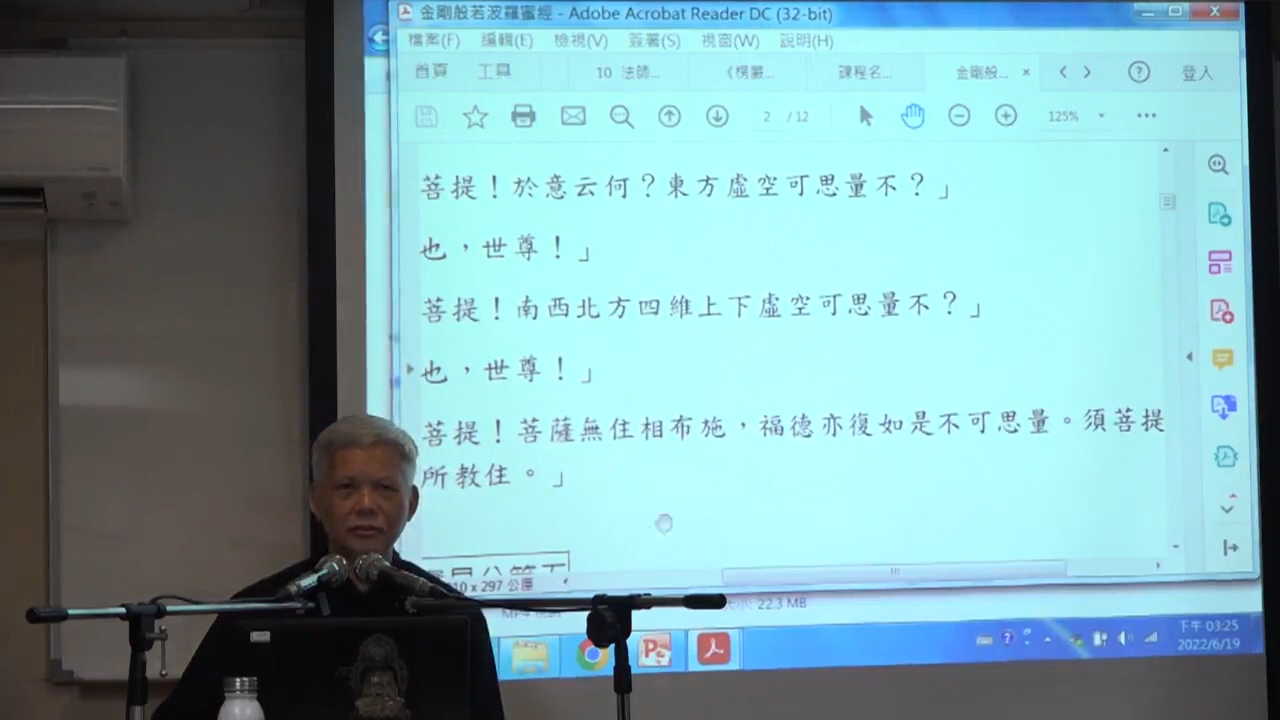 金剛般若波羅蜜經 - Adobe Acrobat Reader DC (32-bit)
檔案(F) 編輯(E) 檢視(V) 簽署(S) 視窗(W) 說明(H)
首頁 工具 10 法師... 《楞嚴... 課程名... 金剛般... × 登入
2 / 12 125%
菩提！於意云何？東方虛空可思量不？」
也，世尊！」
菩提！南西北方四維上下虛空可思量不？」
也，世尊！」
菩提！菩薩無住相布施，福德亦復如是不可思量。須菩提
所教住。」
x 297 公厘
22.3 MB
下午 03:25
2022/6/19